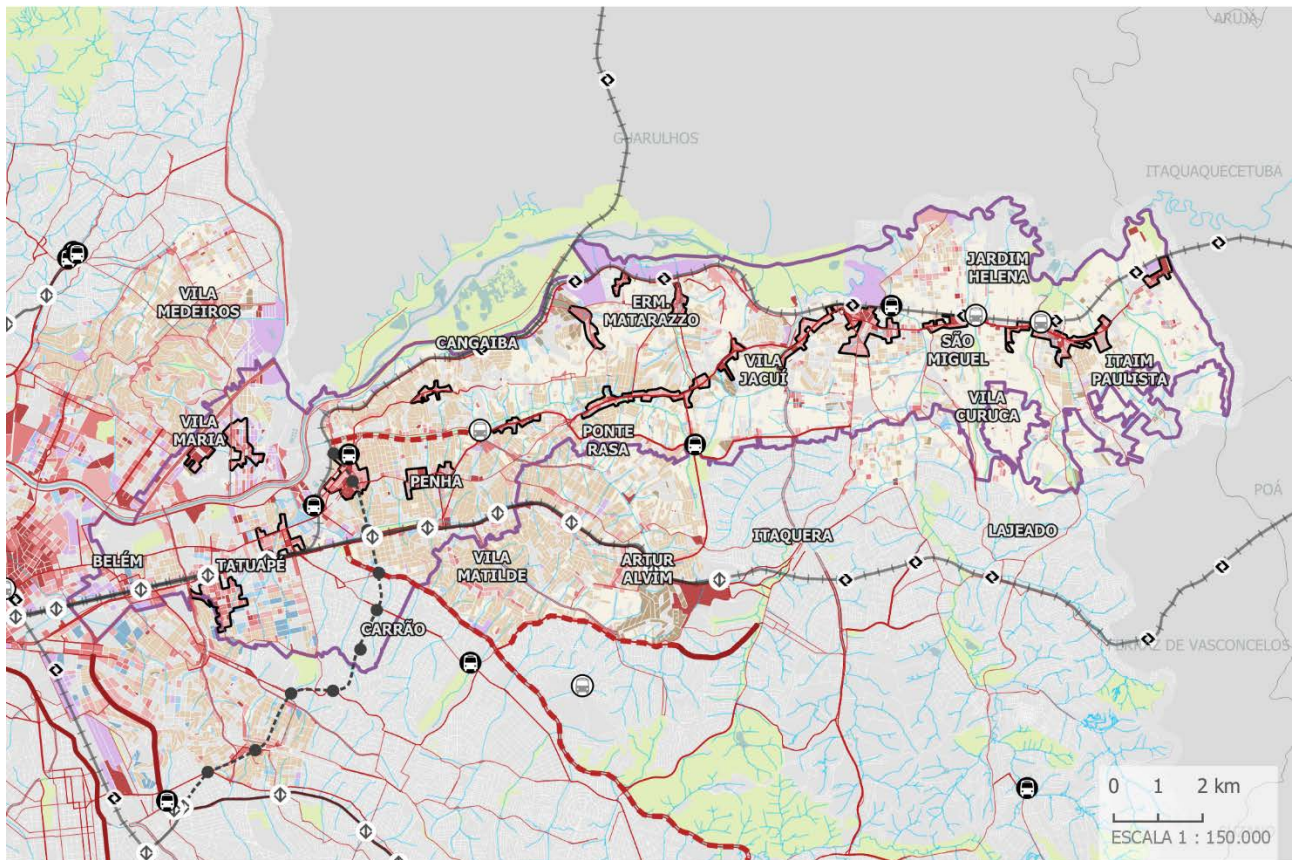 ARUJÁ
GUARULHOS
ITAQUAQUECETUBA
JARDIM
HELENA
VILA
MEDEIROS
ERM.
MATARAZZO
CANGAIBA
VILA
JACUÍ
SÃO
MIGUEL
ITAIM
PAULISTA
VILA
CURUCA
VILA
MARIA
PONTE
RASA
PENHA
POÁ
ITAQUERA
LAJEADO
BELÉM
TATUAPÉ
VILA
MATILDE
ARTUR
ALVIM
CARRÃO
DE VASCONCELOS
0 1 2 km
ESCALA 1 : 150.000